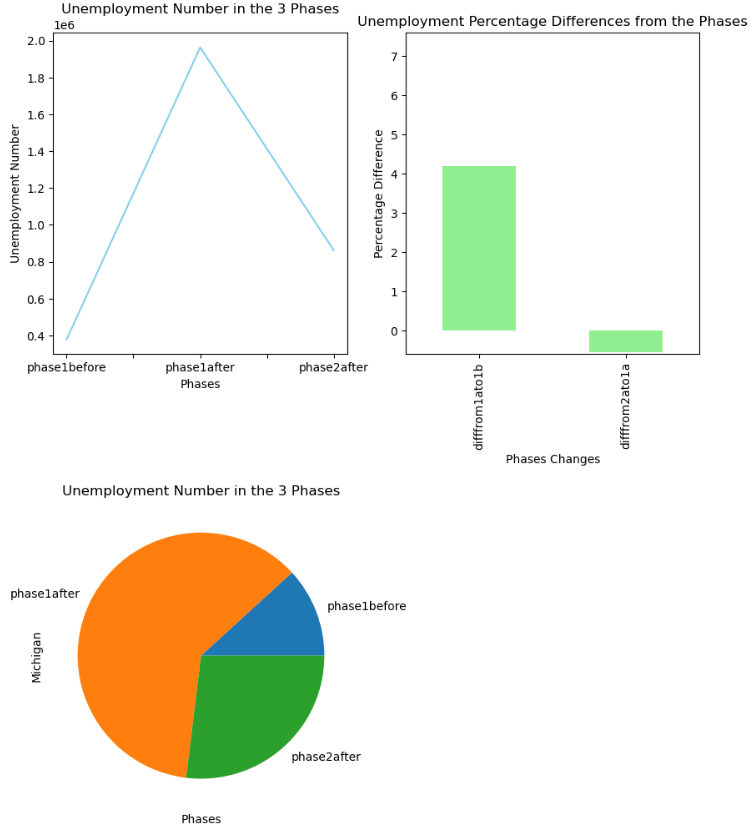 Unemployment Number in the 3 Phases
1e6
2.0
1.8
1.6
1.4
1.2
1.0
0.8
0.6
0.4
Unemployment Number
phase1before
phase1after
phase2after
Phases
Unemployment Percentage Differences from the Phases
7
6
5
4
3
2
1
0
Percentage Difference
difffrom1ato1b
difffrom2ato1a
Phases Changes
Unemployment Number in the 3 Phases
phase1after
phase1before
Michigan
phase2after
Phases